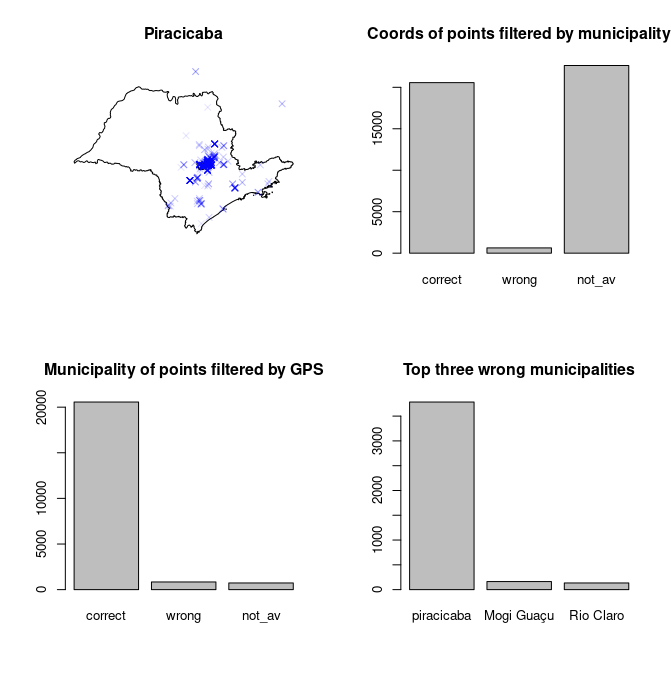 Piracicaba
Coords of points filtered by municipality
0
5000
15000
correct wrong not_av
Municipality of points filtered by GPS
0
5000
10000
20000
correct wrong not_av
Top three wrong municipalities
0
1000
2000
3000
piracicaba Mogi Guaçu Rio Claro